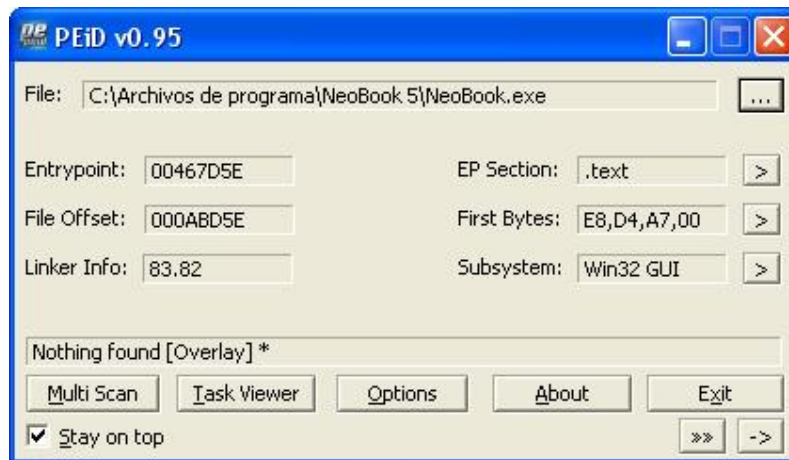 PEiD v0.95
File: C:\Archivos de programa\NeoBook 5\NeoBook.exe ...
Entrypoint: 00467D5E EP Section: .text >
File Offset: 000ABD5E First Bytes: E8,D4,A7,00 >
Linker Info: 83.82 Subsystem: Win32 GUI >
Nothing found [Overlay] *
Multi Scan Task Viewer Options About Exit
Stay on top »» ->